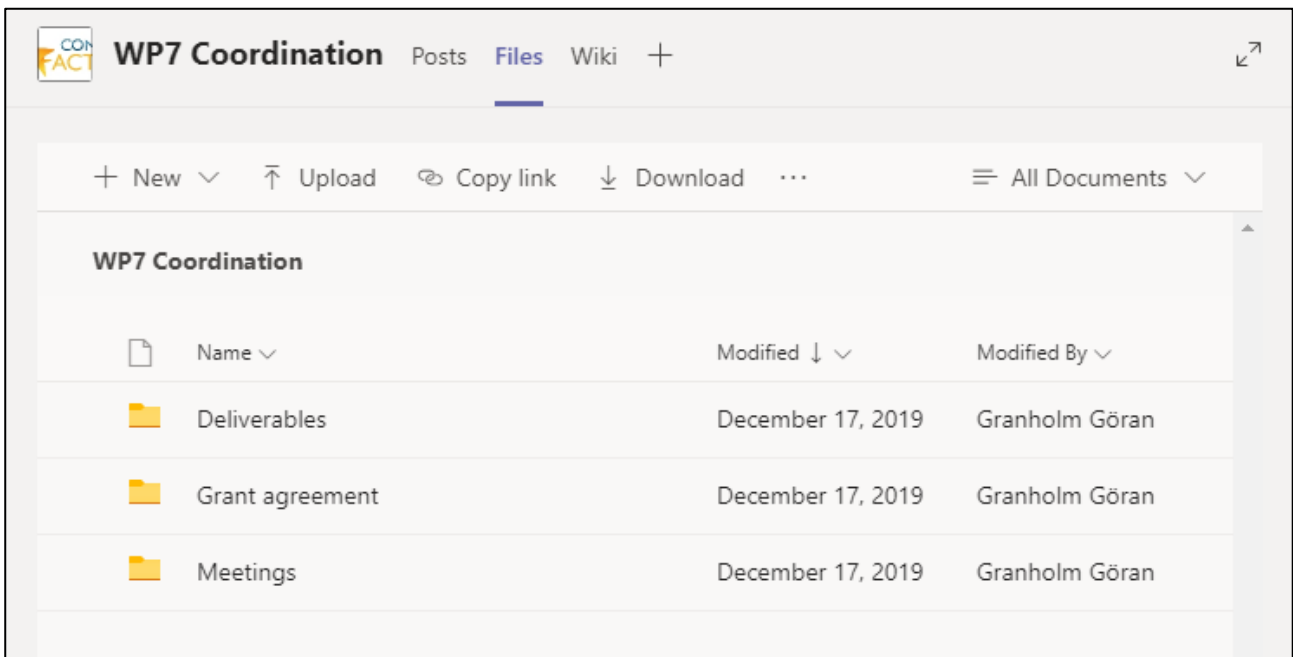 CON
FACT
WP7 Coordination Posts Files Wiki +
+ New Upload Copy link Download ... All Documents
WP7 Coordination
Name Modified ↓ Modified By
Deliverables December 17, 2019 Granholm Göran
Grant agreement December 17, 2019 Granholm Göran
Meetings December 17, 2019 Granholm Göran